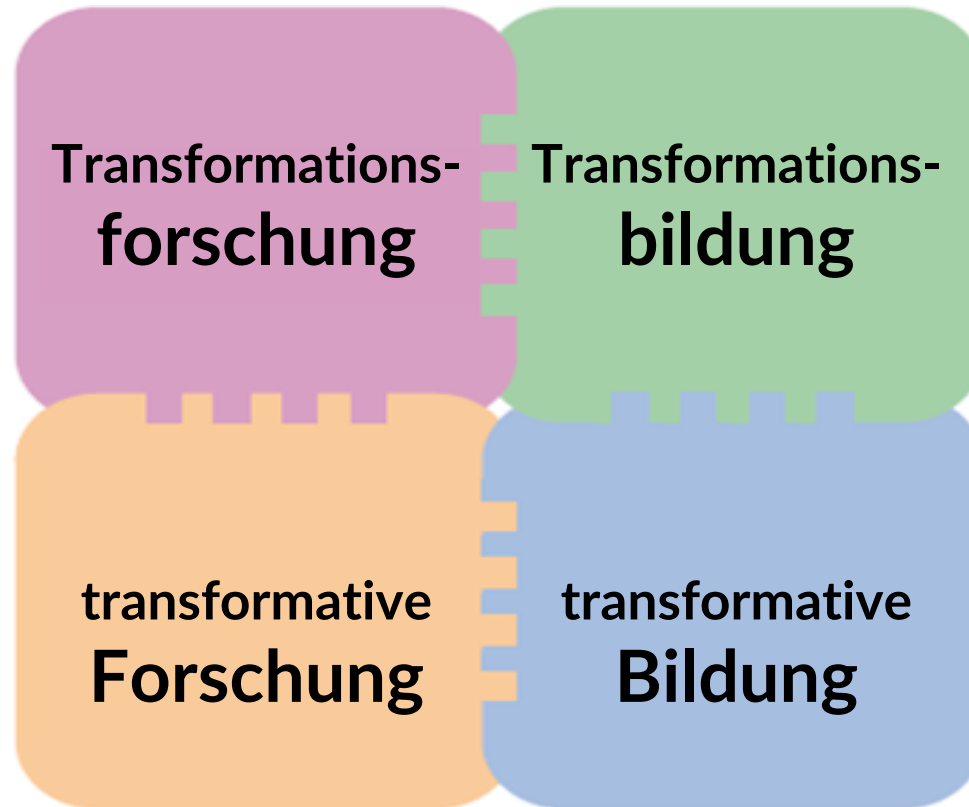 Transformations-
forschung
Transformations-
bildung
transformative
Forschung
transformative
Bildung